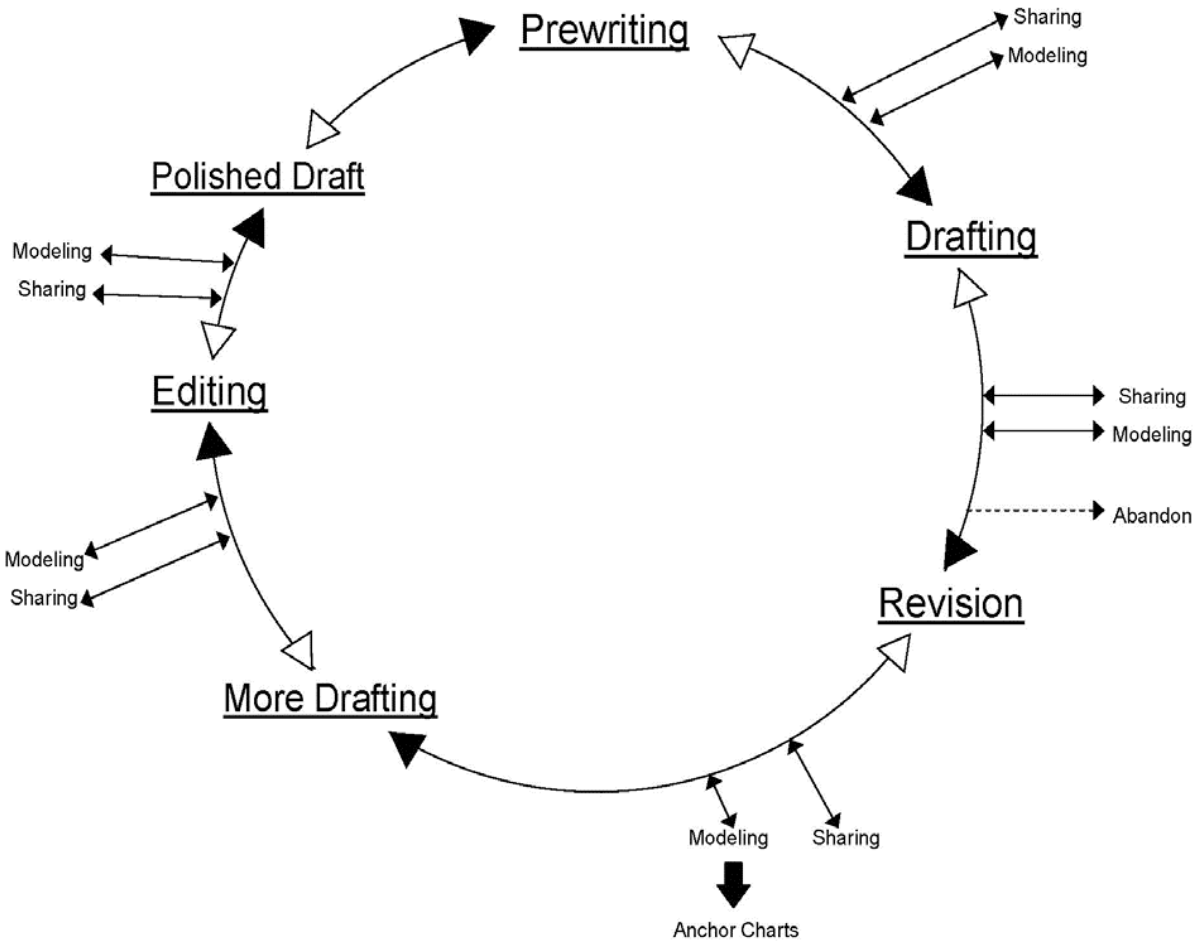 Prewriting
Sharing
Modeling
Polished Draft
Drafting
Modeling
Sharing
Editing
Sharing
Modeling
Abandon
Modeling
Sharing
Revision
More Drafting
Modeling
Sharing
Anchor Charts